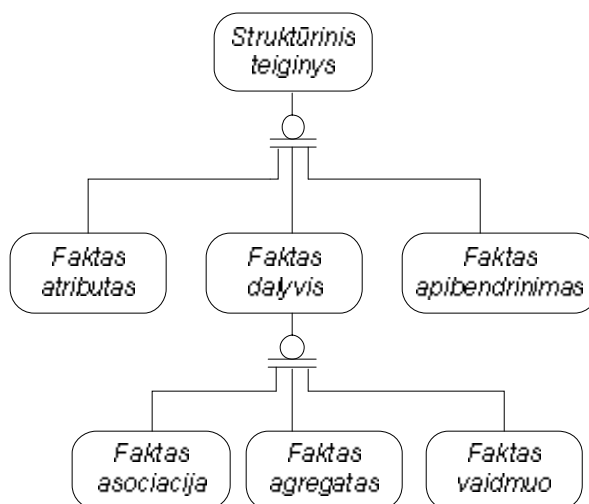 Struktūrinis
teiginys
Faktas
atributas
Faktas
dalyvis
Faktas
apibendrinimas
Faktas
asociacija
Faktas
agregatas
Faktas
vaidmuo